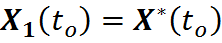 𝑿₁(𝑡ₒ) = 𝑿*(𝑡ₒ)